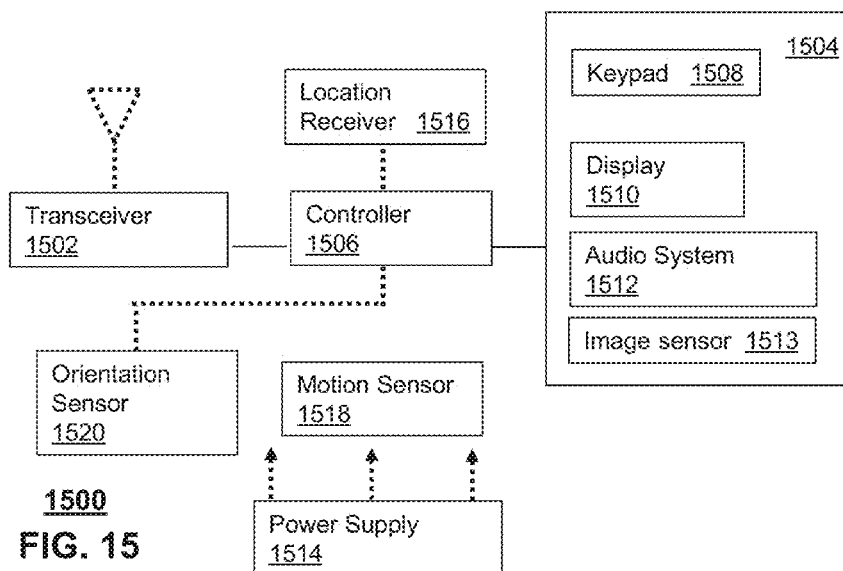 1504
Keypad 1508
Location
Receiver 1516
Display
1510
Transceiver
1502
Controller
1506
Audio System
1512
Image sensor 1513
Orientation
Sensor
1520
Motion Sensor
1518
1500
FIG. 15
Power Supply
1514